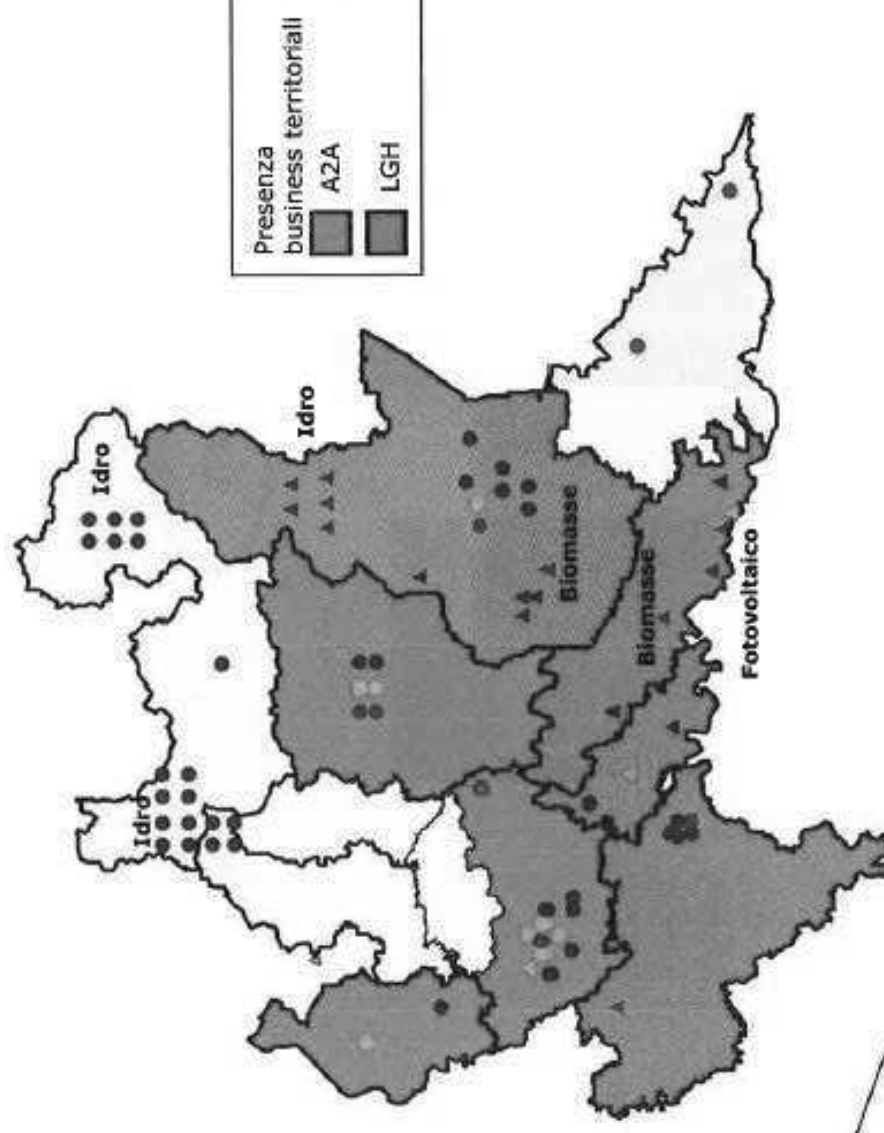 Presenza
business territoriali
A2A
LGH
Idro
Idro
Idro
Biomasse
Biomasse
Fotovoltaico